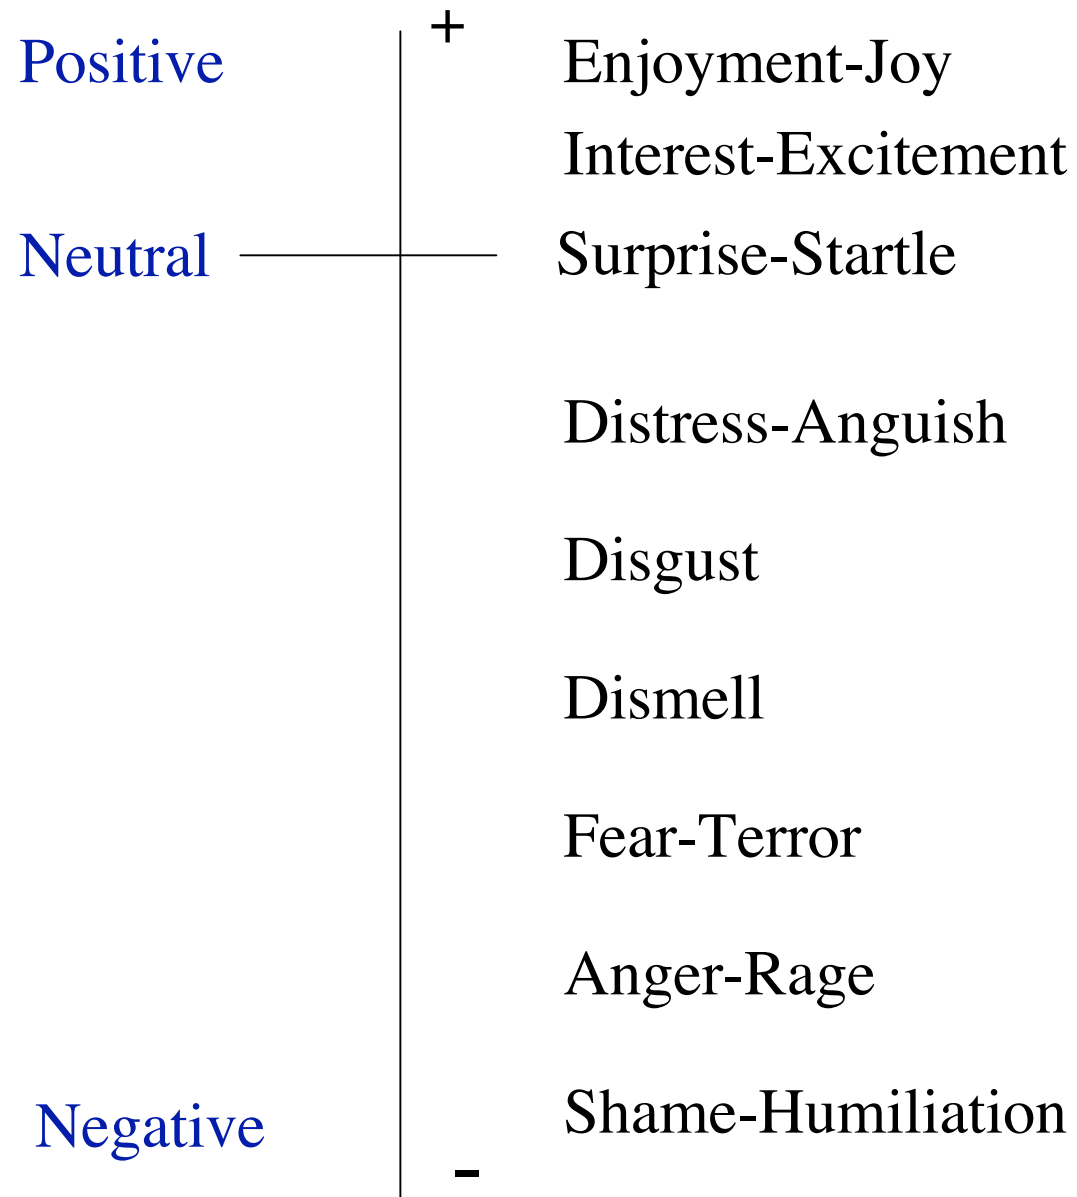 +
Positive Enjoyment-Joy
Interest-Excitement
Neutral Surprise-Startle
Distress-Anguish
Disgust
Dismell
Fear-Terror
Anger-Rage
Negative Shame-Humiliation
-